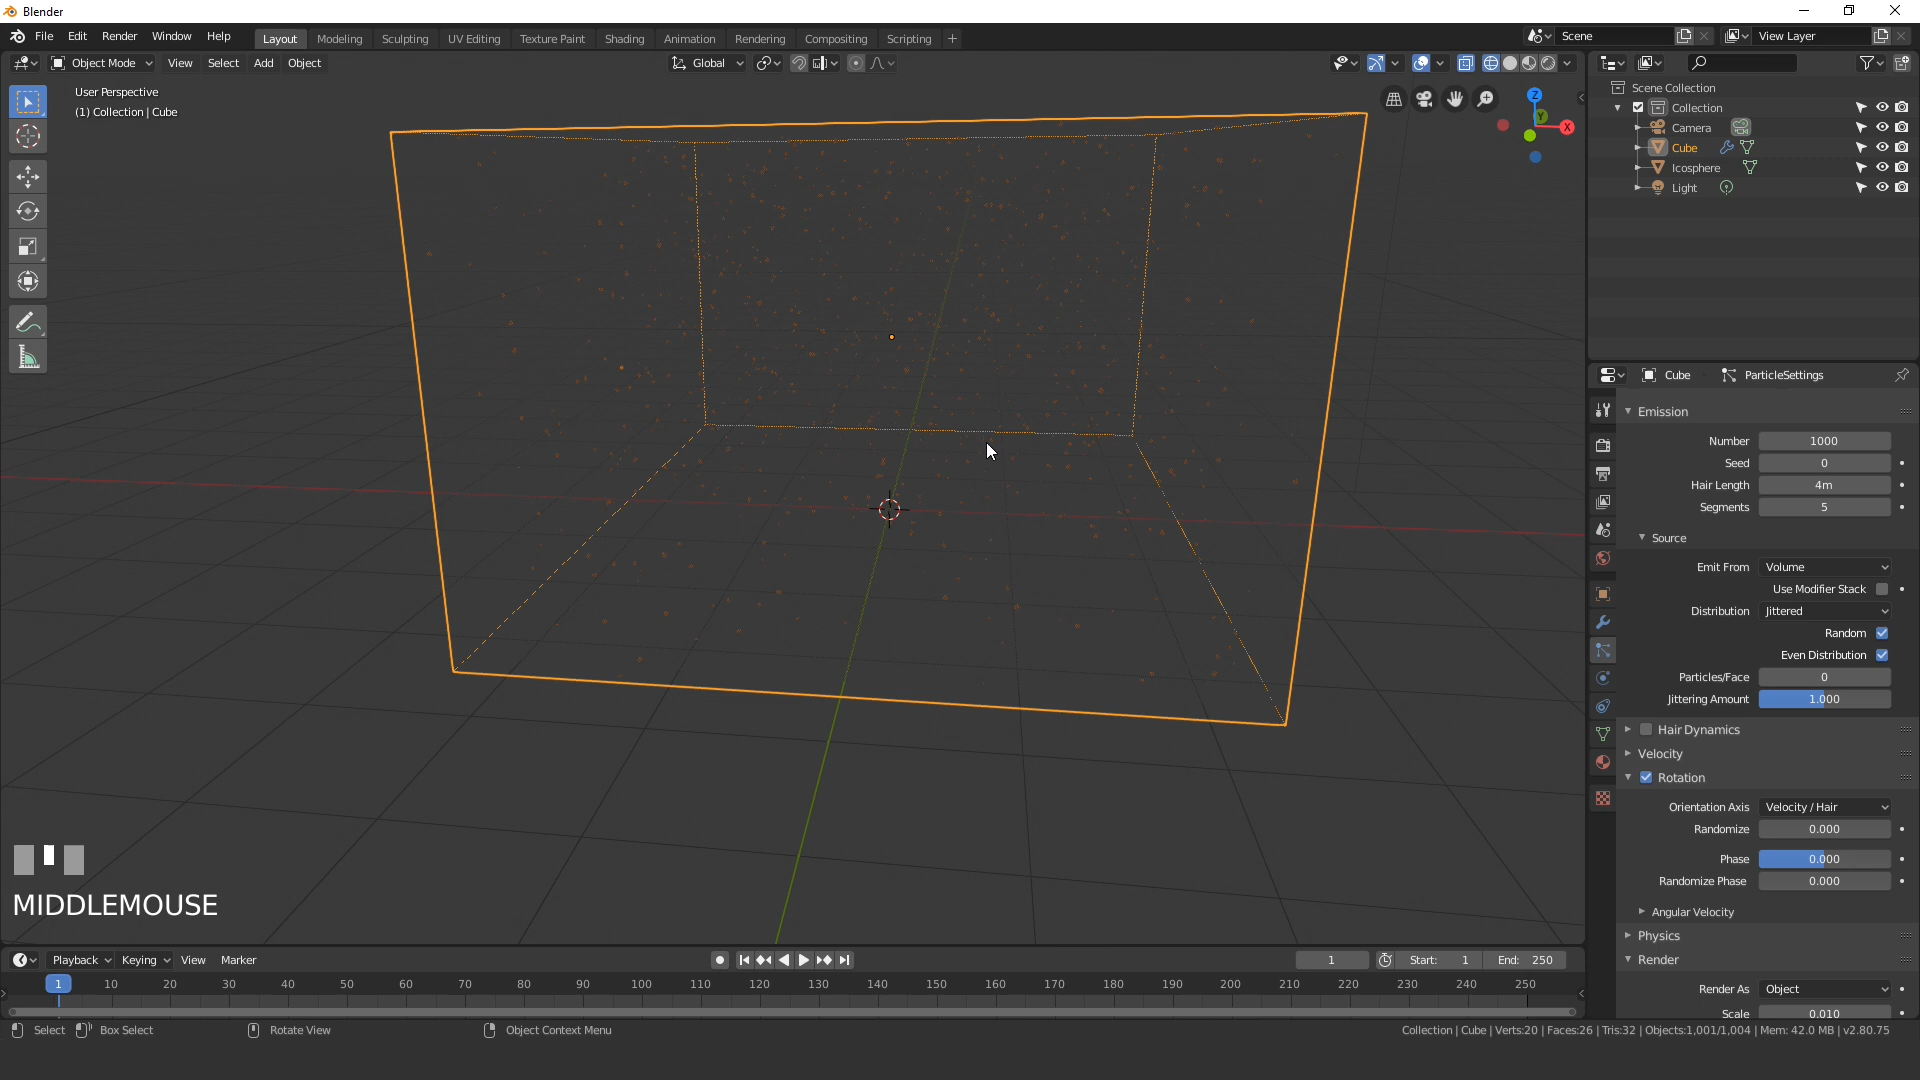 Blender
File Edit Render Window Help
Layout Modeling Sculpting UV Editing Texture Paint Shading Animation Rendering Compositing Scripting +
Scene
View Layer
Object Mode View Select Add Object
Global
User Perspective
(1) Collection | Cube
Z
Y
X
Scene Collection
Collection
Camera
Cube
Icosphere
Light
Cube ParticleSettings
Emission
Number 1000
Seed 0
Hair Length 4m
Segments 5
Source
Emit From Volume
Use Modifier Stack
Distribution Jittered
Random
Even Distribution
Particles/Face 0
Jittering Amount 1.000
Hair Dynamics
Velocity
Rotation
Orientation Axis Velocity / Hair
Randomize 0.000
Phase 0.000
Randomize Phase 0.000
Angular Velocity
Physics
Render
Render As Object
Scale 0.010
MIDDLEMOUSE
Playback Keying View Marker
1 Start: 1 End: 250
1 10 20 30 40 50 60 70 80 90 100 110 120 130 140 150 160 170 180 190 200 210 220 230 240 250
Select Box Select Rotate View Object Context Menu
Collection | Cube | Verts:20 | Faces:26 | Tris:32 | Objects:1,001/1,004 | Mem: 42.0 MB | v2.80.75